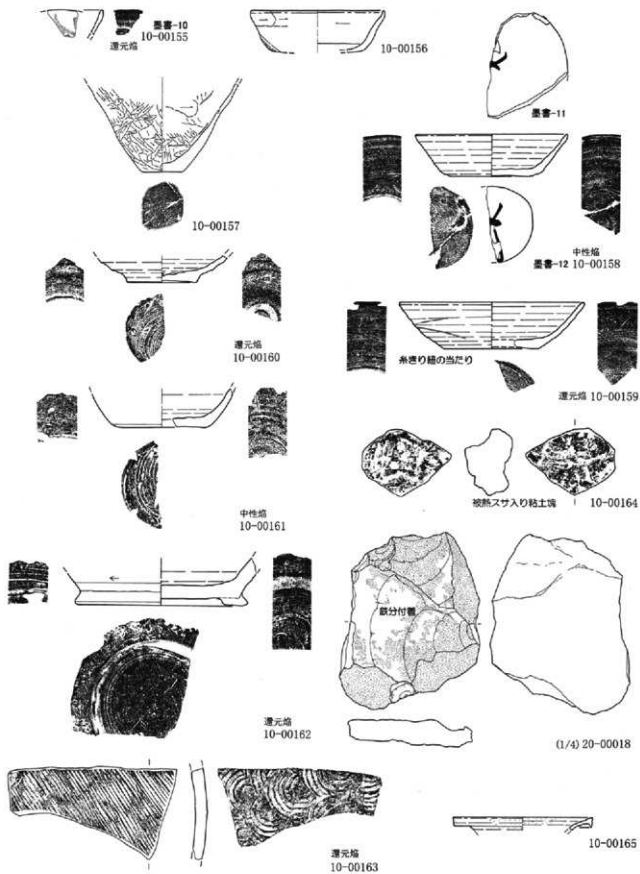 墨書-10
還元焔 10-00155
10-00156
墨書-11
10-00157
中性焔
墨書-12 10-00158
還元焔
10-00160
糸きり紐の当たり
還元焔 10-00159
中性焔
10-00161
被熱スサ入り粘土塊
10-00164
鉄分付着
還元焔
10-00162
(1/4) 20-00018
還元焔
10-00163
10-00165